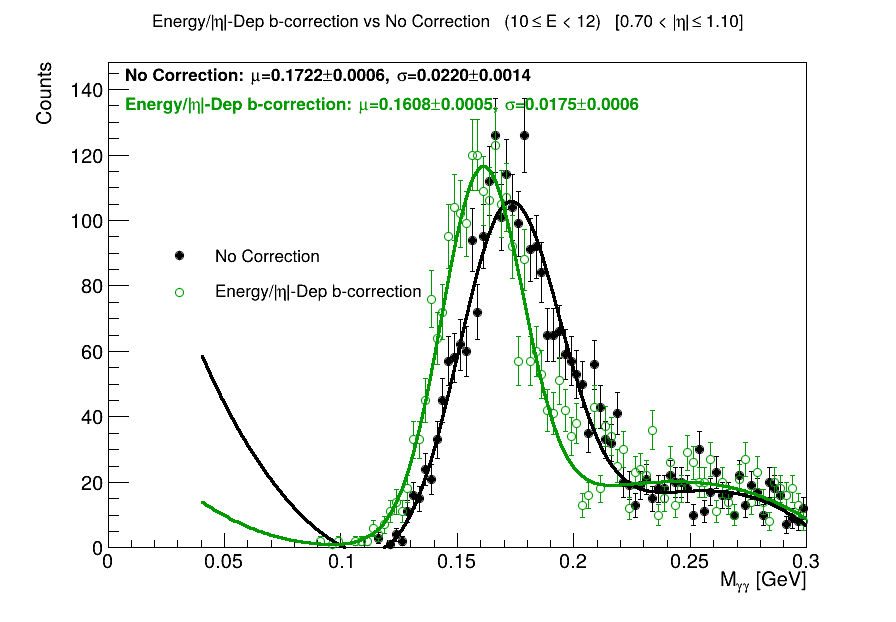 Energy/|η|-Dep b-correction vs No Correction (10 ≤ E < 12) [0.70 < |η| ≤ 1.10]
Counts
No Correction: μ=0.1722±0.0006, σ=0.0220±0.0014
Energy/|η|-Dep b-correction: μ=0.1608±0.0005, σ=0.0175±0.0006
No Correction
Energy/|η|-Dep b-correction
140
120
100
80
60
40
20
0
0 0.05 0.1 0.15 0.2 0.25 0.3
Mγγ [GeV]